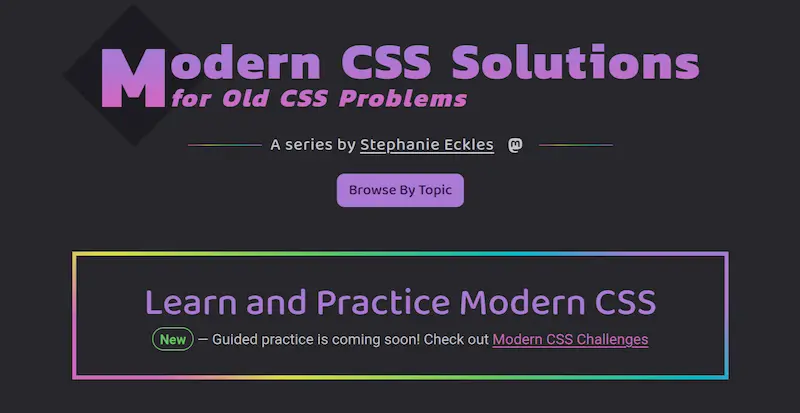 Modern CSS Solutions
for Old CSS Problems
A series by Stephanie Eckles
Browse By Topic
Learn and Practice Modern CSS
New — Guided practice is coming soon! Check out Modern CSS Challenges